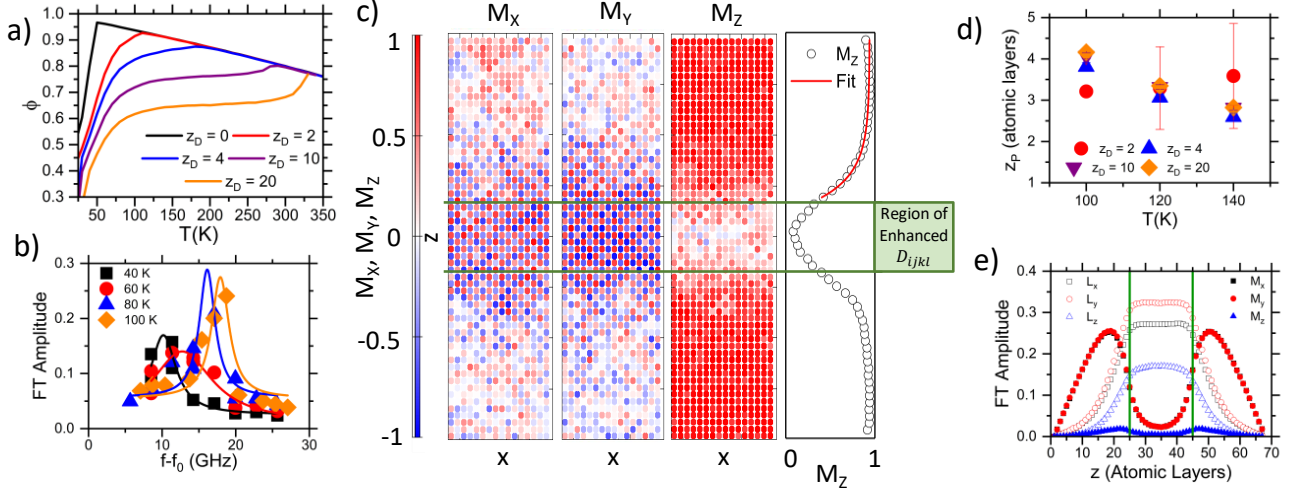 a)
ϕ
1.0
0.9
0.8
0.7
0.6
0.5
0.4
0.3
z_D = 0
z_D = 2
z_D = 4
z_D = 10
z_D = 20
50 100 150 200 250 300 350
T(K)
b)
FT Amplitude
0.3
0.2
0.1
0.0
40 K
60 K
80 K
100 K
0 10 20 30
f-f₀ (GHz)
c)
M_X, M_Y, M_Z
1
0.5
0
-0.5
-1
M_X M_Y M_Z
z
x x x
M_Z
Fit
Region of
Enhanced
D_ijkl
0 1
M_Z
d)
z_P (atomic layers)
5
4
3
2
1
z_D = 2
z_D = 4
z_D = 10
z_D = 20
100 120 140
T(K)
e)
FT Amplitude
0.4
0.3
0.2
0.1
0.0
L_x
L_y
L_z
M_x
M_y
M_z
0 10 20 30 40 50 60 70
z (Atomic Layers)